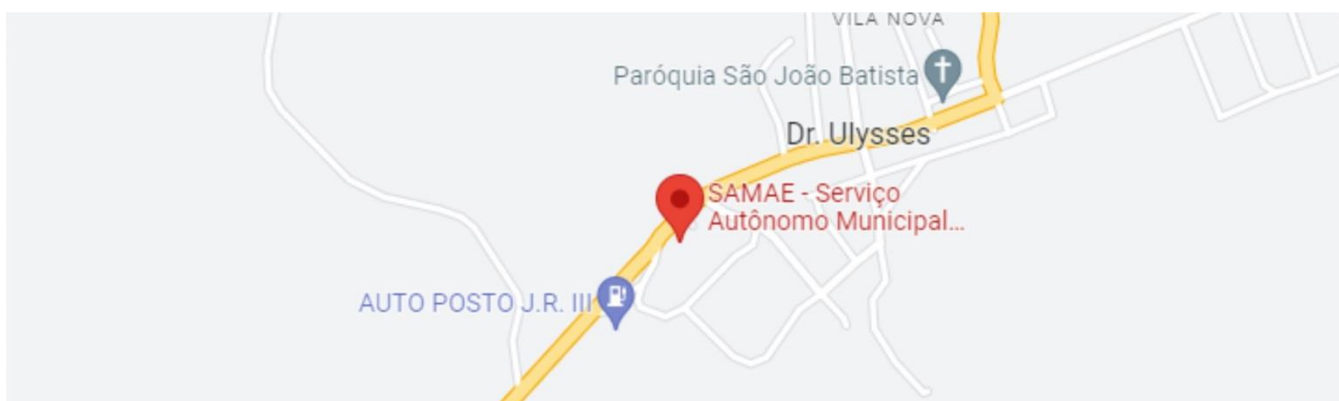 VILA NOVA
Paróquia São João Batista
Dr. Ulysses
SAMAE - Serviço
Autônomo Municipal...
AUTO POSTO J.R. III